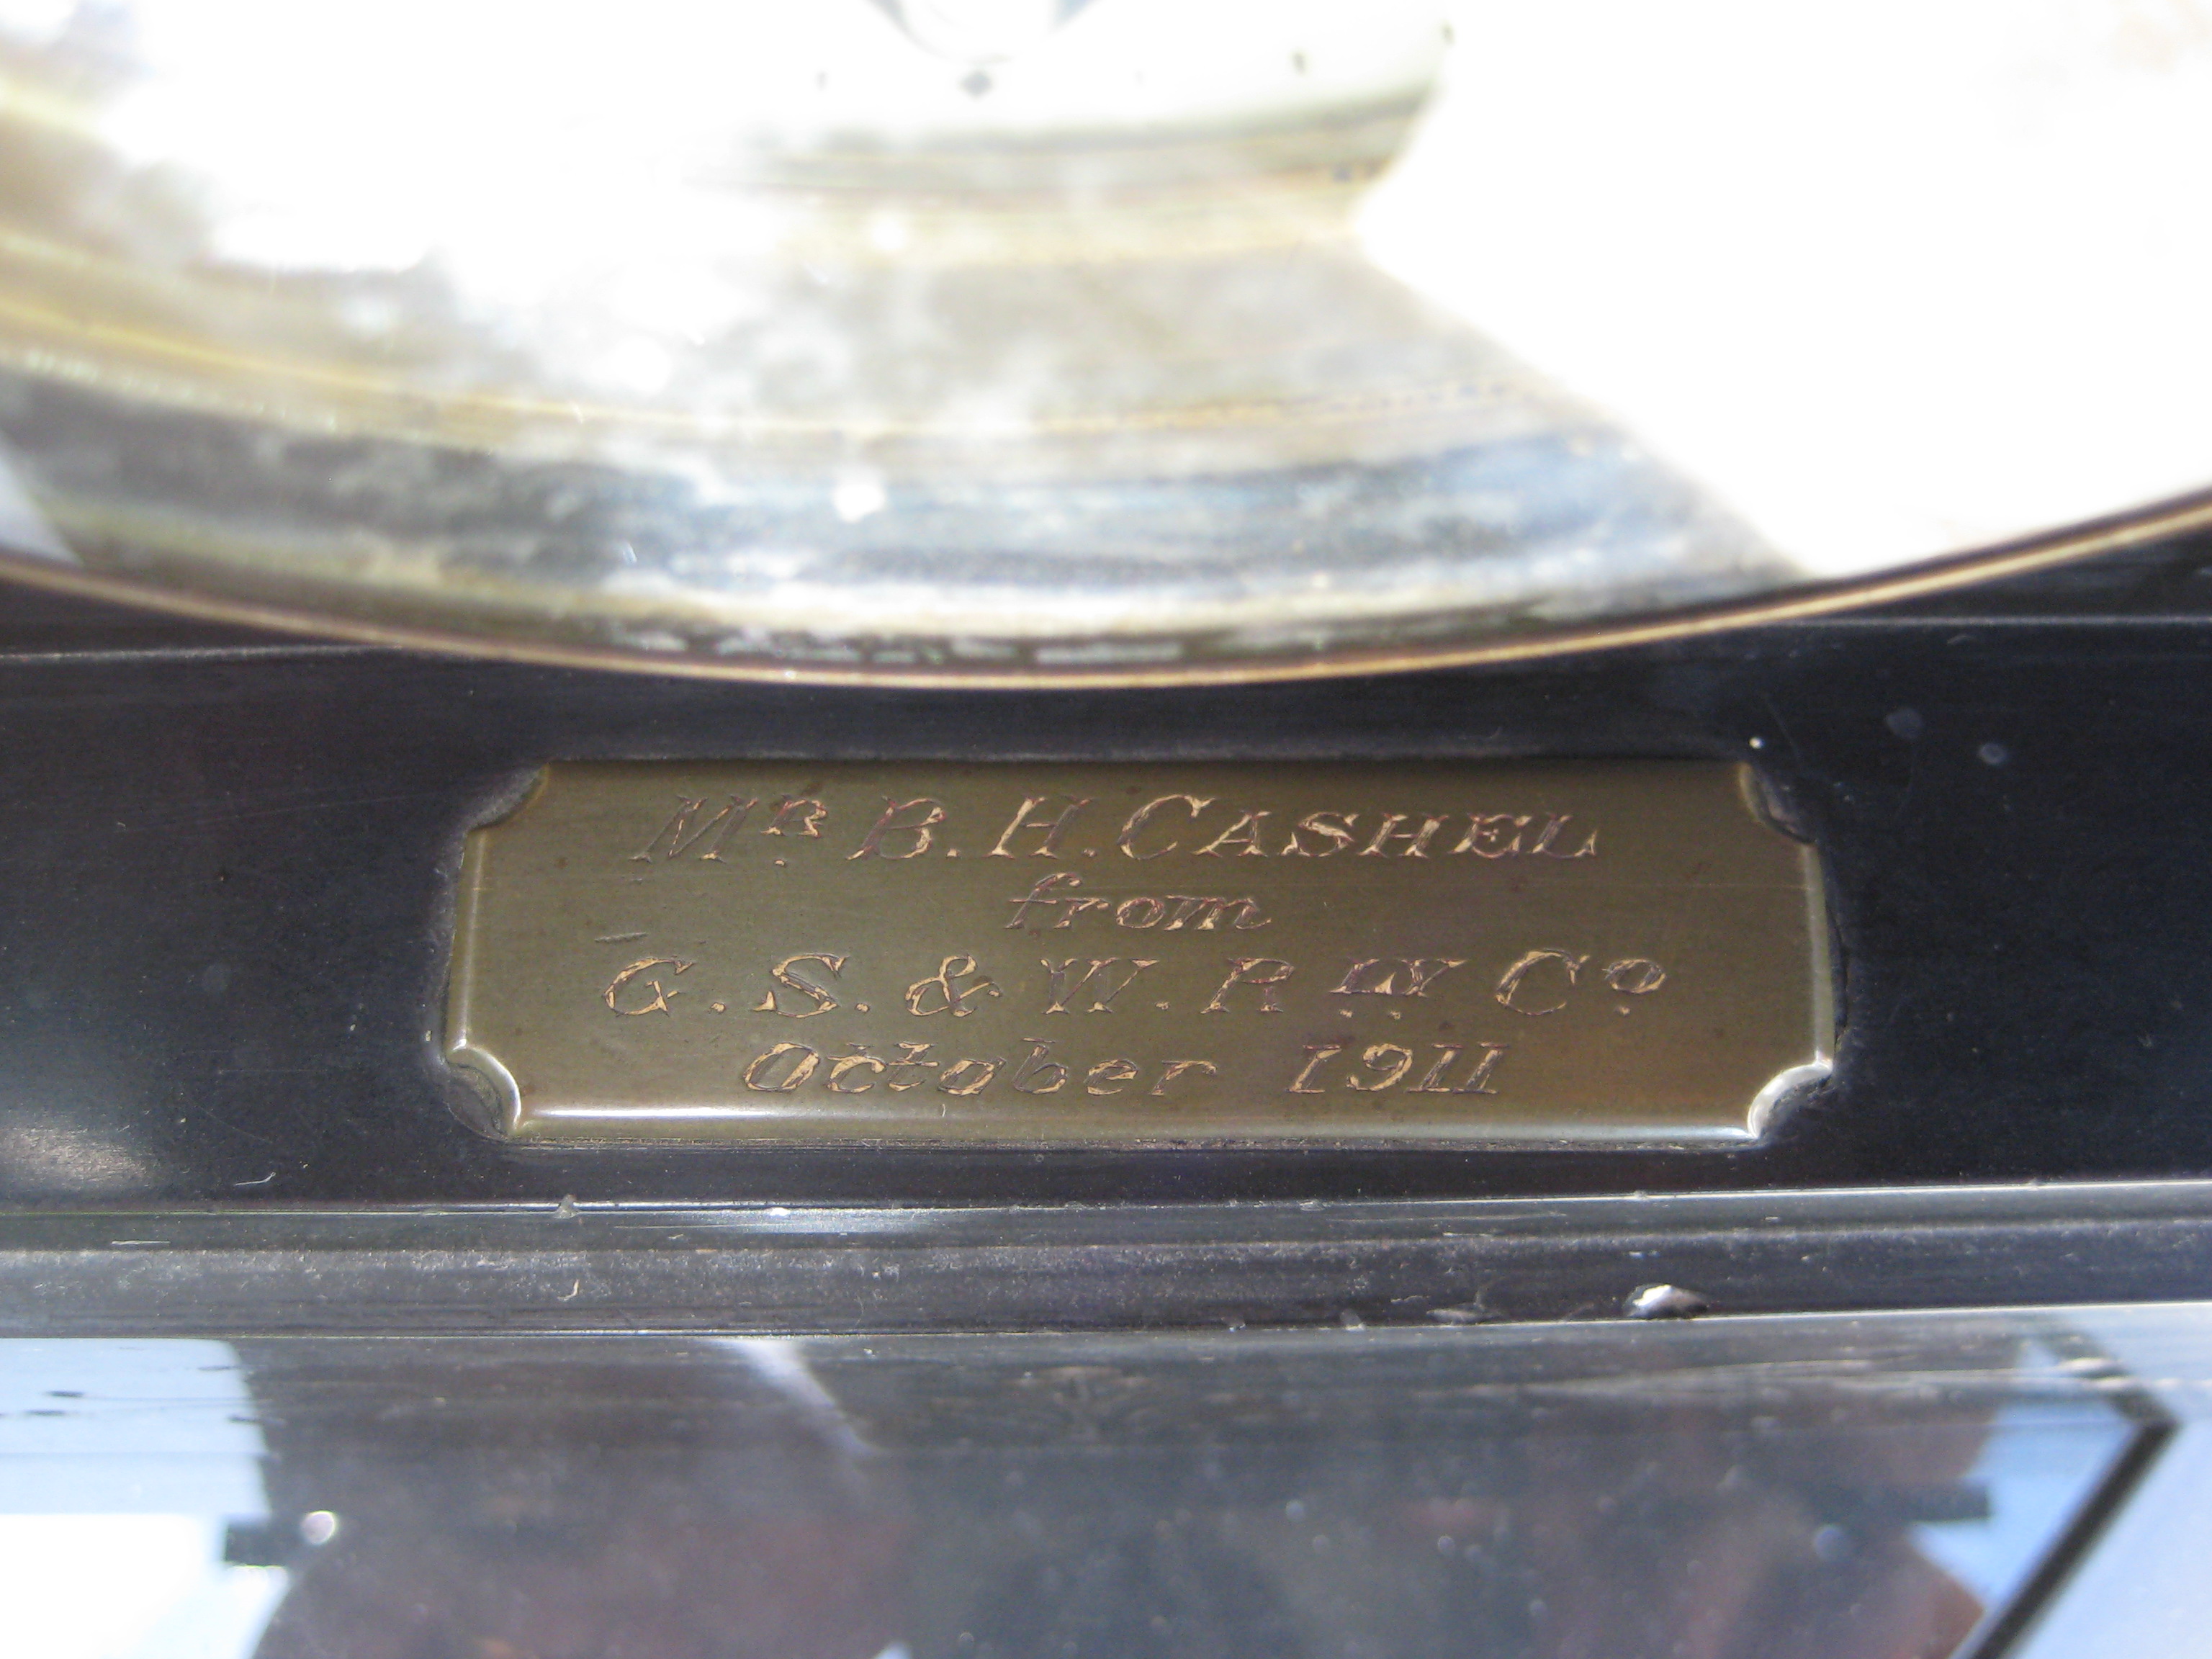 Mr B. H. CASHEL
from
G. S. & W. Rly Co
October 1911